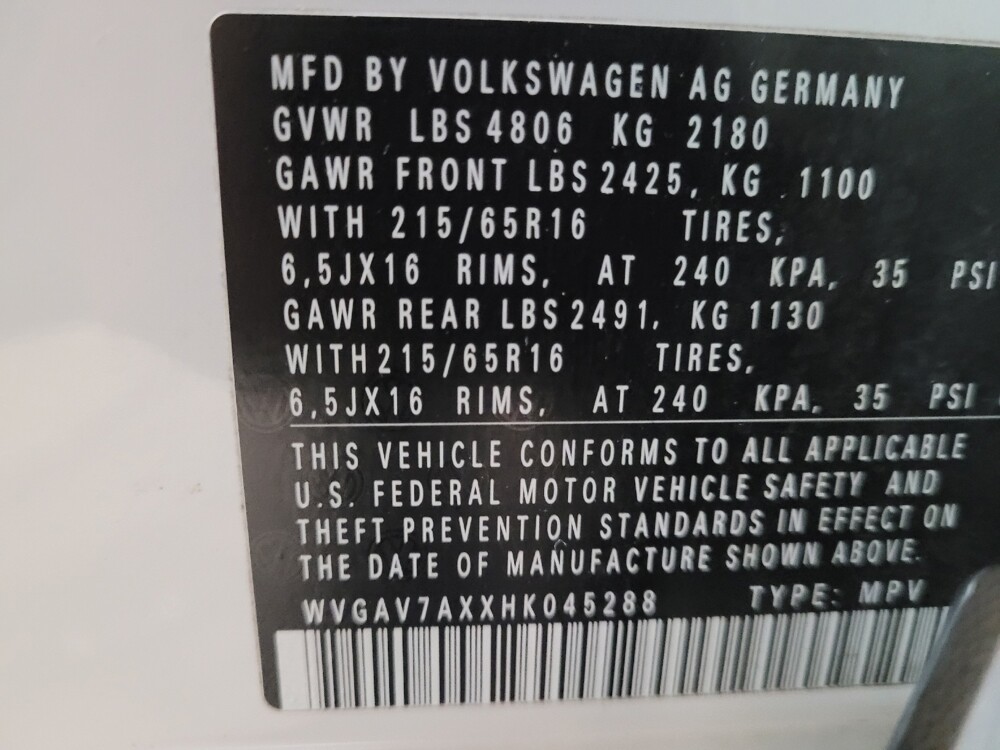 MFD BY VOLKSWAGEN AG GERMANY
GVWR LBS 4806 KG 2180
GAWR FRONT LBS 2425, KG 1100
WITH 215/65R16 TIRES,
6,5JX16 RIMS, AT 240 KPA, 35 PSI
GAWR REAR LBS 2491, KG 1130
WITH 215/65R16 TIRES,
6,5JX16 RIMS, AT 240 KPA, 35 PSI
THIS VEHICLE CONFORMS TO ALL APPLICABLE
U.S. FEDERAL MOTOR VEHICLE SAFETY AND
THEFT PREVENTION STANDARDS IN EFFECT ON
THE DATE OF MANUFACTURE SHOWN ABOVE.
WVGAV7AXXHK045288 TYPE: MPV